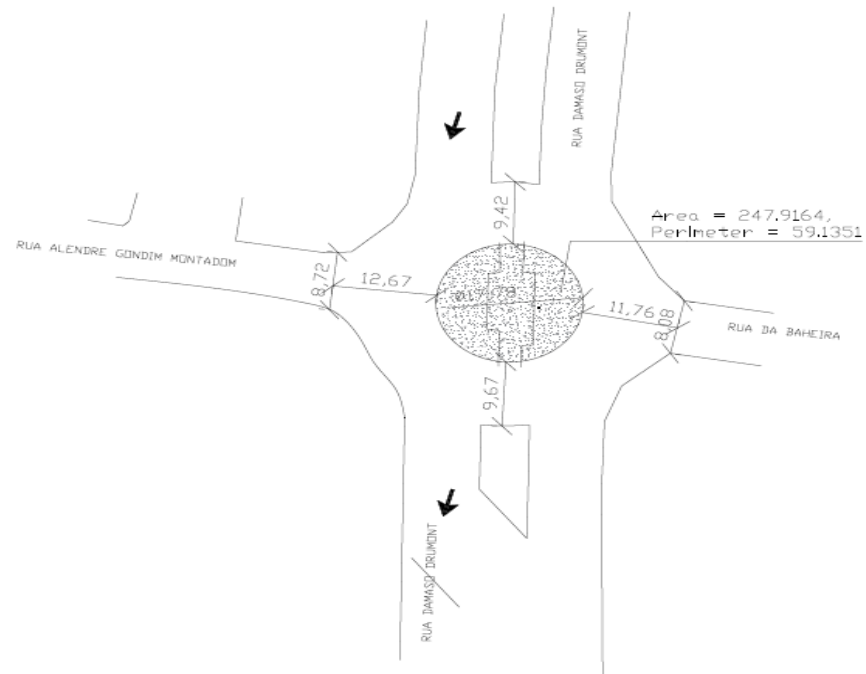 RUA DAMASO DRUMONT
9,42
Area = 247.9164,
Perimeter = 59.1351
RUA ALENDRE GONDIM MONTADOM
8,72
12,67
11,76
8,08
RUA DA BAHEIRA
9,67
RUA DAMASO DRUMONT